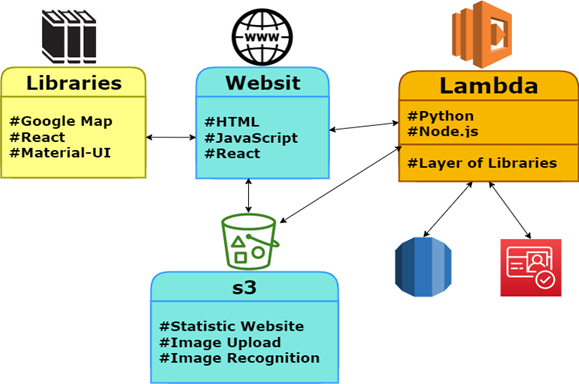 WWW
Libraries
#Google Map
#React
#Material-UI
Websit
#HTML
#JavaScript
#React
Lambda
#Python
#Node.js
#Layer of Libraries
s3
#Statistic Website
#Image Upload
#Image Recognition